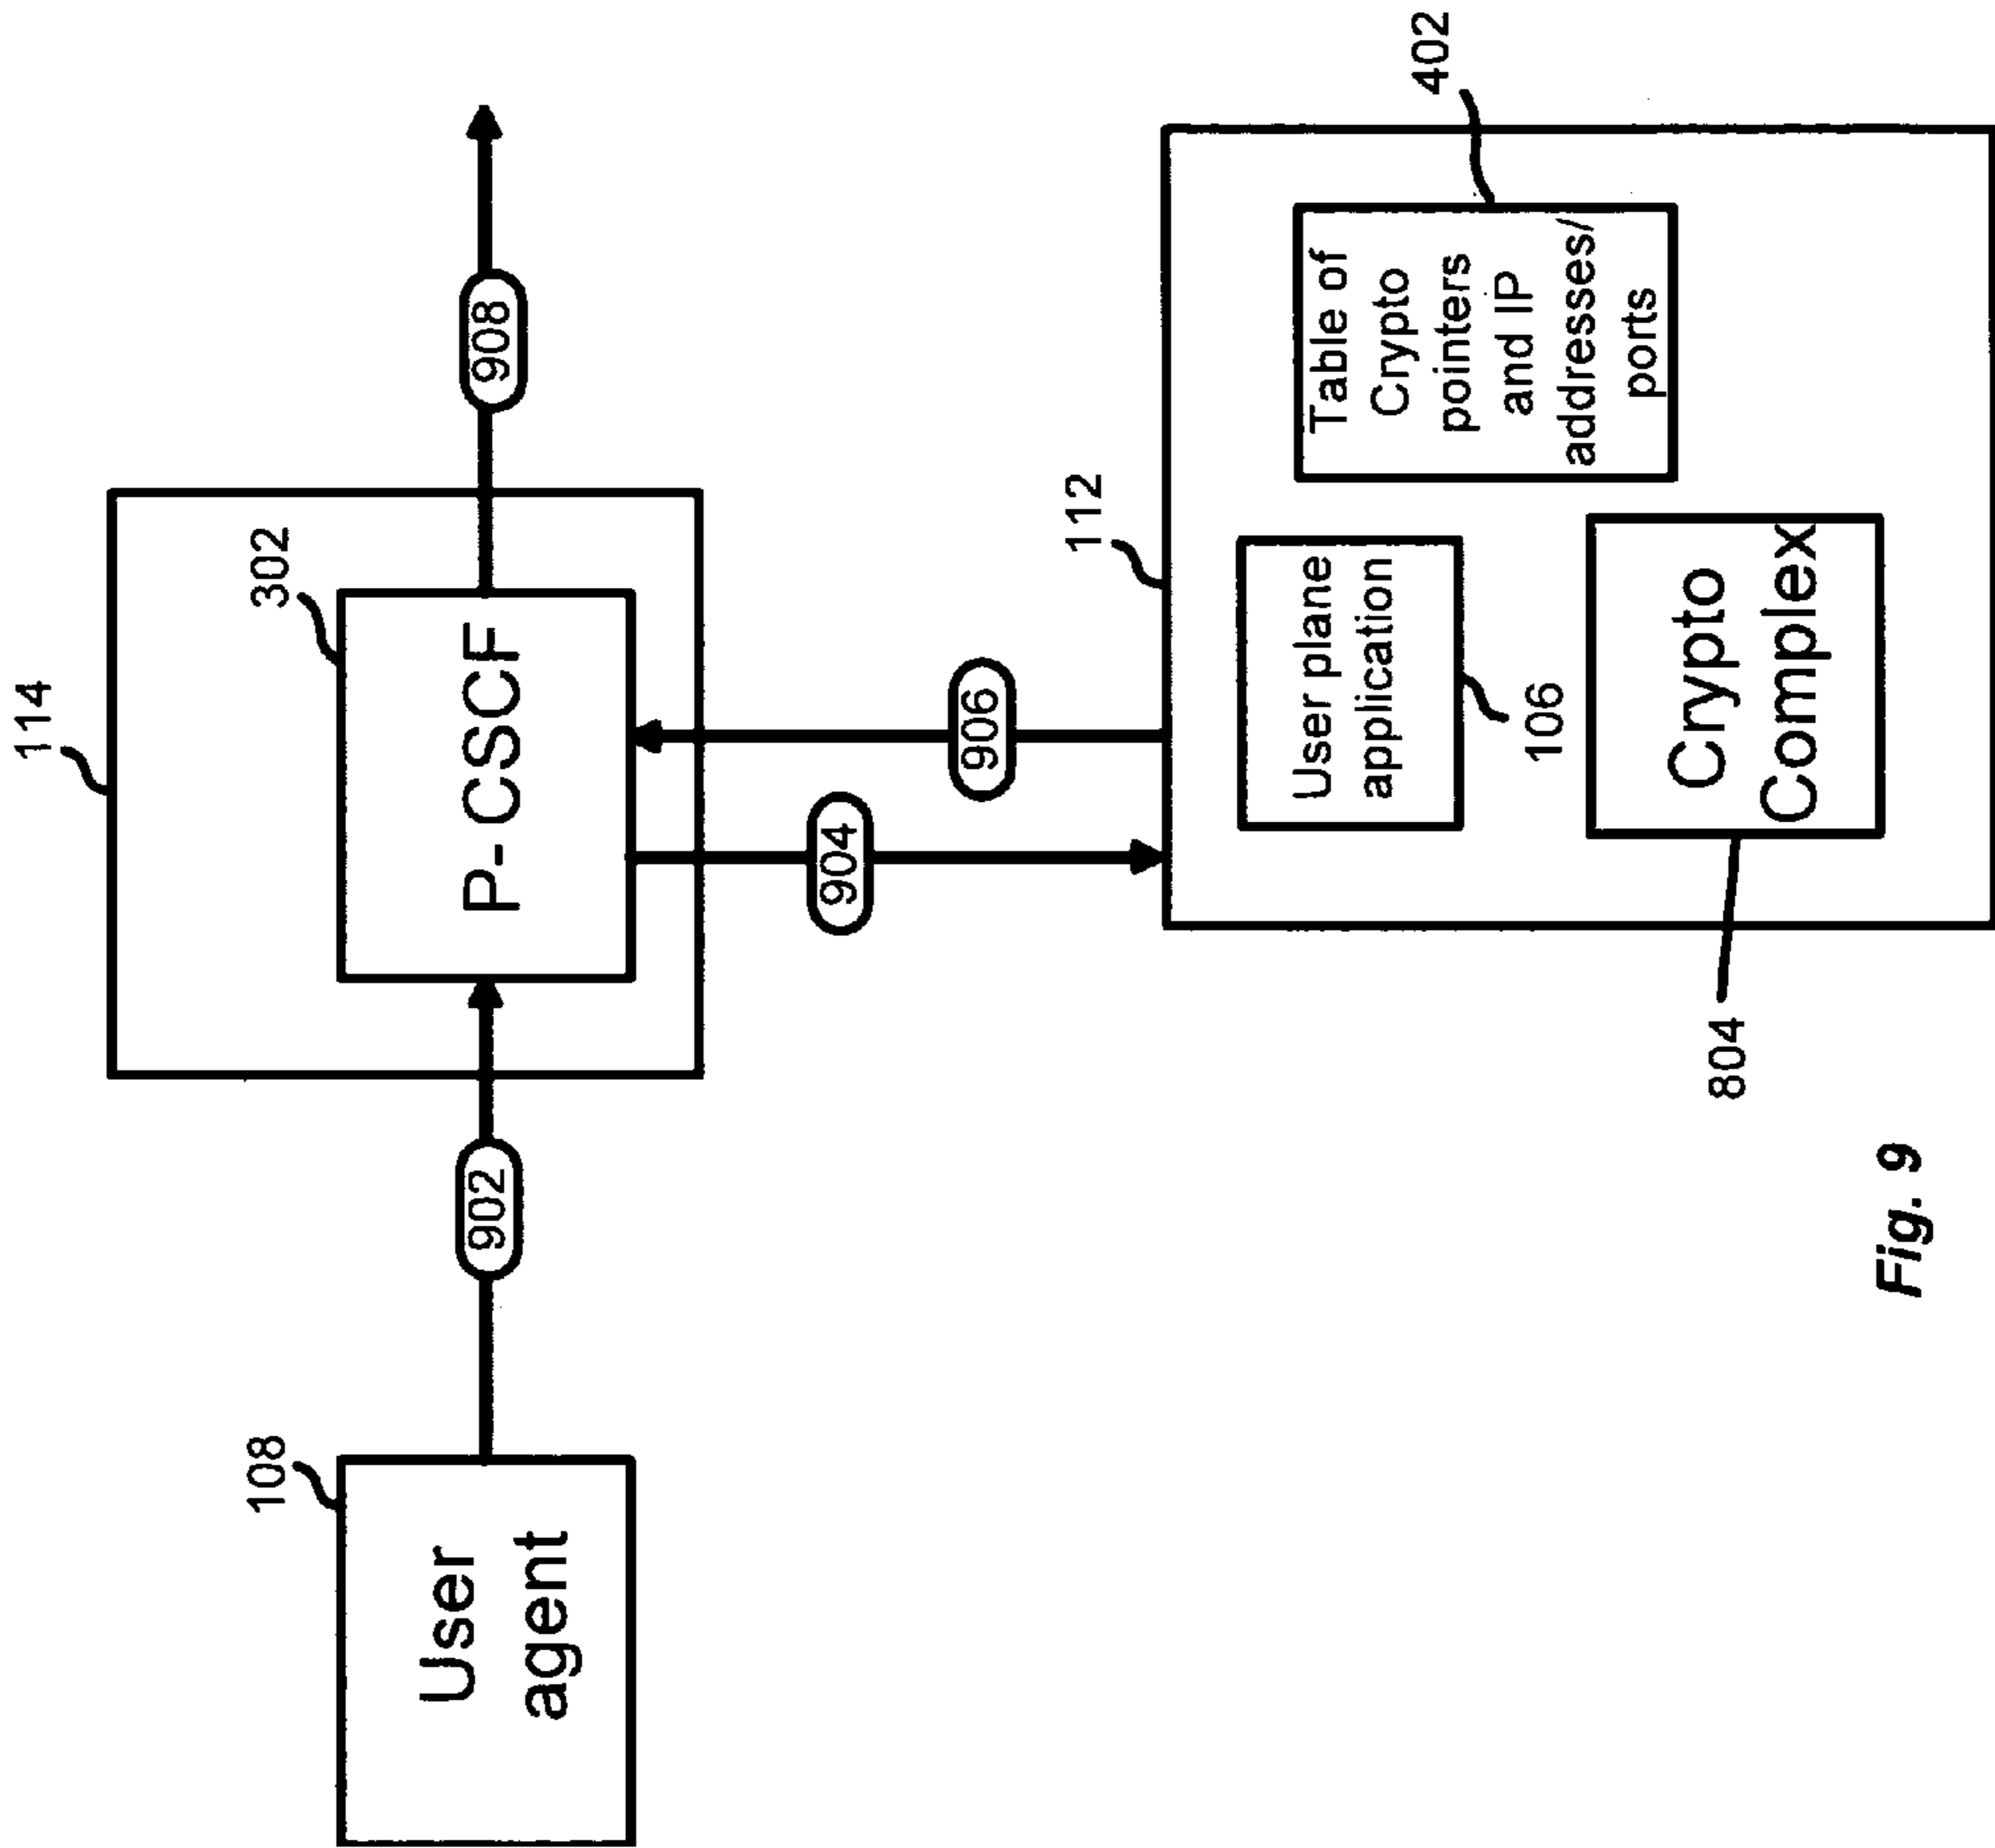 114
302
P-CSCF
908
108
User
agent
902
904
906
112
User plane
application
106
Table of
Crypto
pointers
and IP
addresses/
ports
402
Crypto
Complex
804
Fig. 9